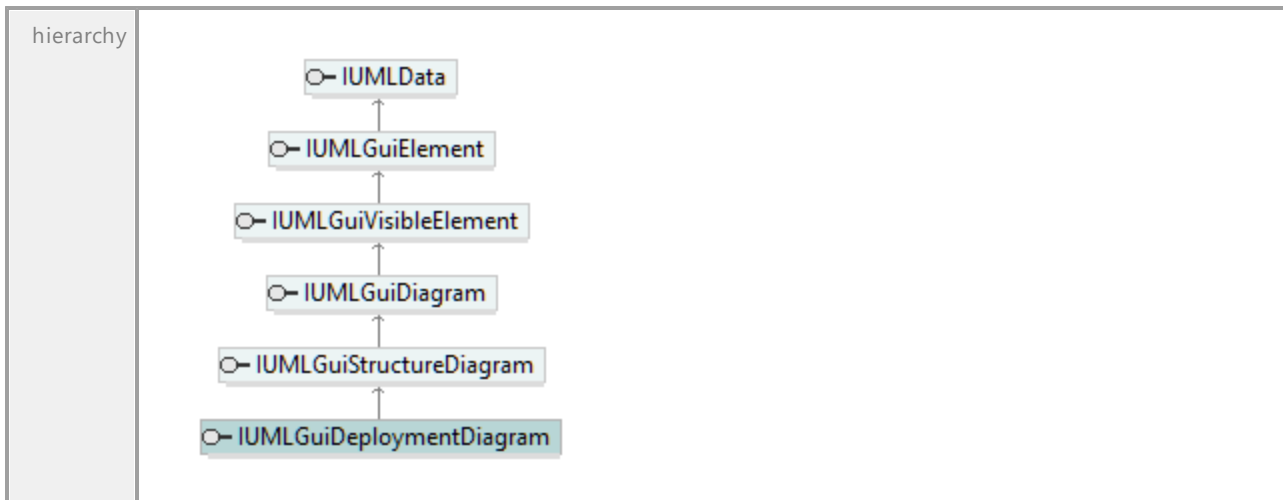 hierarchy
IUMLData
IUMLGuiElement
IUMLGuiVisibleElement
IUMLGuiDiagram
IUMLGuiStructureDiagram
IUMLGuiDeploymentDiagram